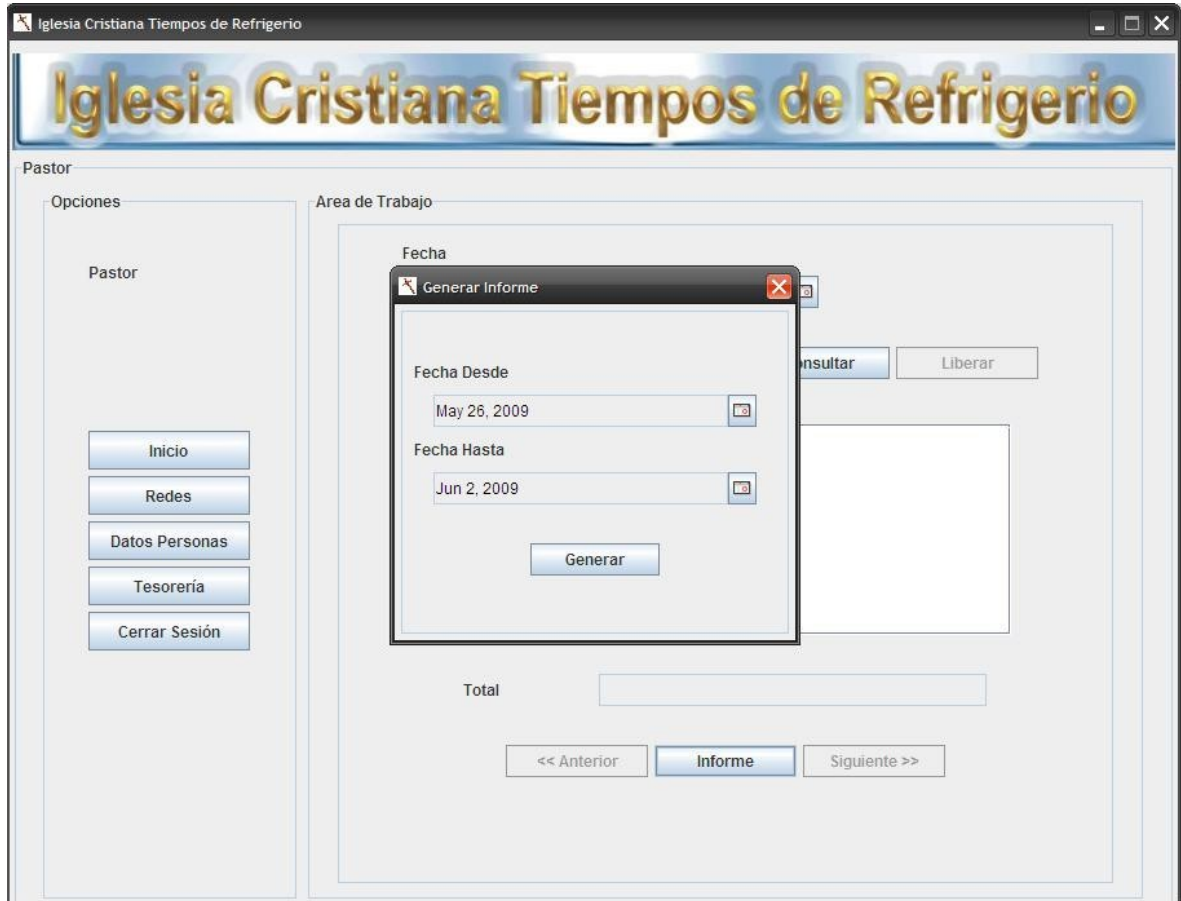 Iglesia Cristiana Tiempos de Refrigerio
Iglesia Cristiana Tiempos de Refrigerio
Pastor
Opciones
Area de Trabajo
Pastor
Fecha
Generar Informe
nsultar
Liberar
Fecha Desde
May 26, 2009
Fecha Hasta
Jun 2, 2009
Generar
Inicio
Redes
Datos Personas
Tesorería
Cerrar Sesión
Total
<< Anterior
Informe
Siguiente >>